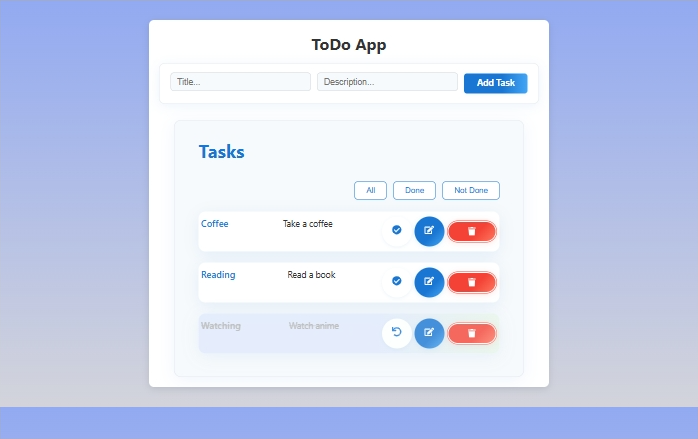 ToDo App
Title... Description... Add Task
Tasks
All Done Not Done
Coffee Take a coffee
Reading Read a book
Watching Watch anime